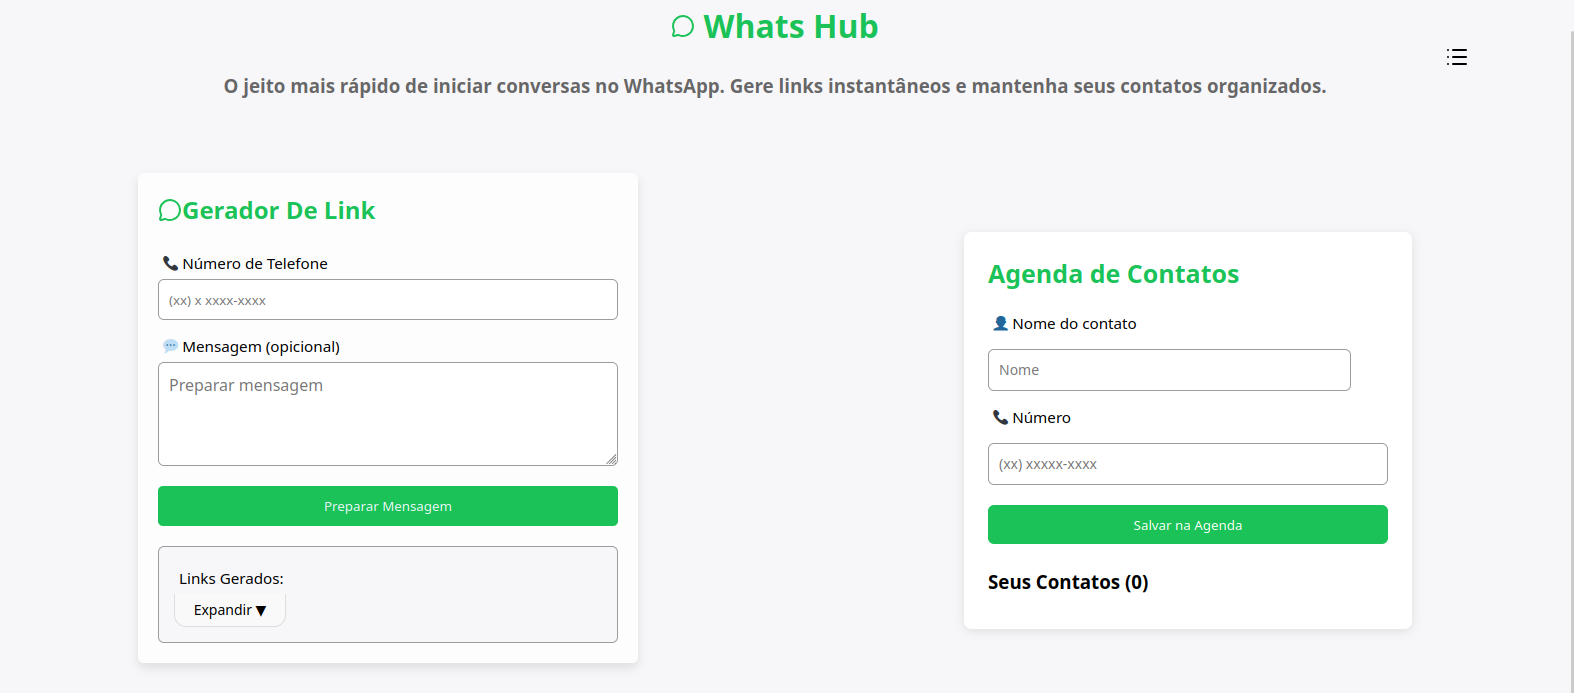 Whats Hub
O jeito mais rápido de iniciar conversas no WhatsApp. Gere links instantâneos e mantenha seus contatos organizados.
Gerador De Link
Número de Telefone
(xx) x xxxx-xxxx
Mensagem (opicional)
Preparar mensagem
Preparar Mensagem
Links Gerados:
Expandir ▼
Agenda de Contatos
Nome do contato
Nome
Número
(xx) xxxxx-xxxx
Salvar na Agenda
Seus Contatos (0)